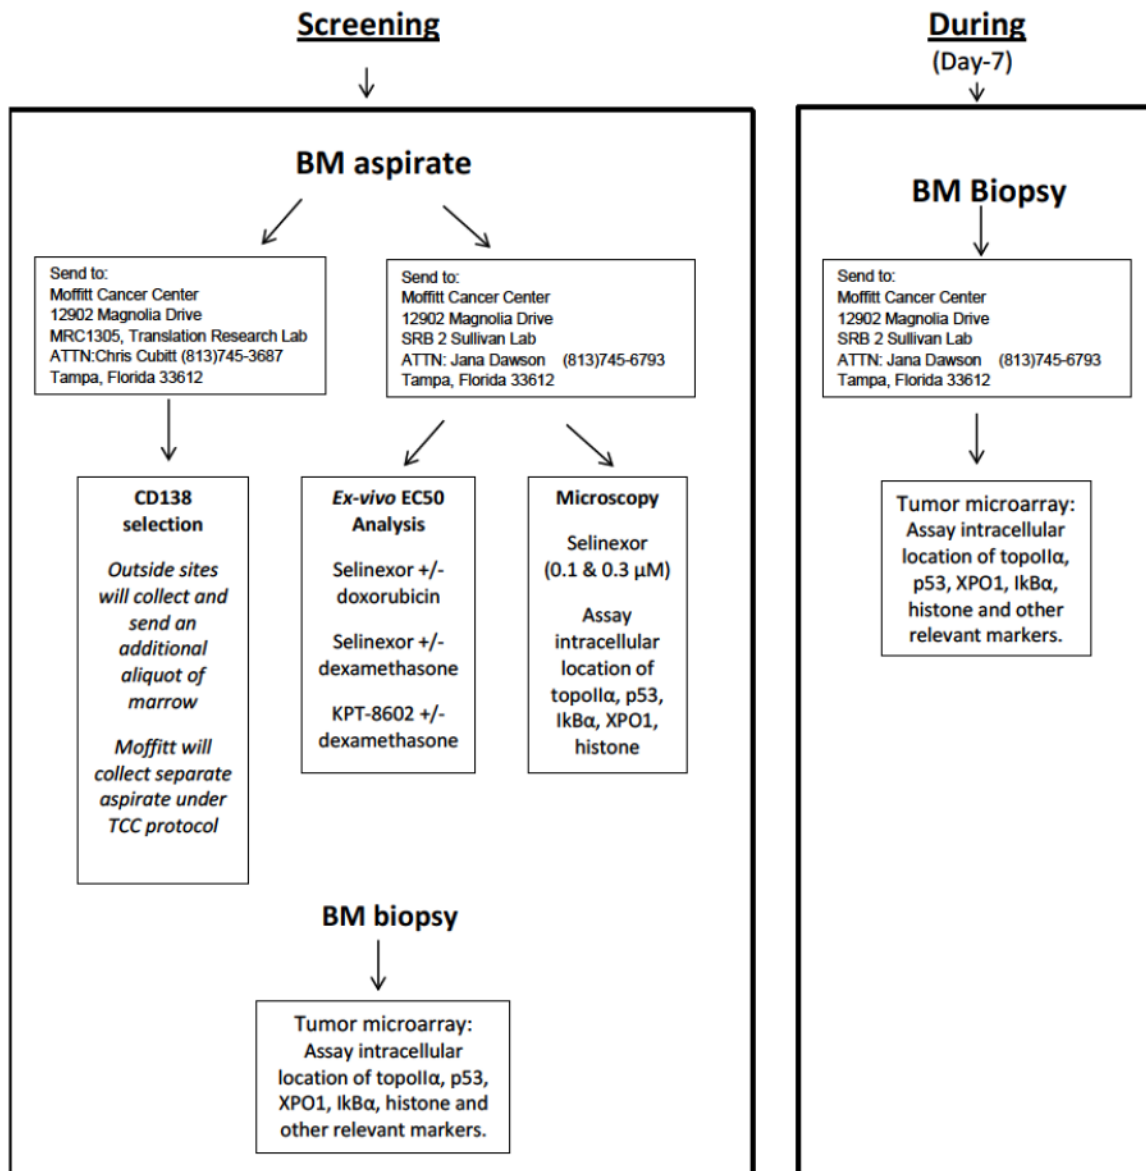 Screening
BM aspirate
Send to:
Moffitt Cancer Center
12902 Magnolia Drive
MRC1305, Translation Research Lab
ATTN:Chris Cubitt (813)745-3687
Tampa, Florida 33612
Send to:
Moffitt Cancer Center
12902 Magnolia Drive
SRB 2 Sullivan Lab
ATTN: Jana Dawson (813)745-6793
Tampa, Florida 33612
CD138
selection
Outside sites
will collect and
send an
additional
aliquot of
marrow
Moffitt will
collect separate
aspirate under
TCC protocol
Ex-vivo EC50
Analysis
Selinexor +/-
doxorubicin
Selinexor +/-
dexamethasone
KPT-8602 +/-
dexamethasone
Microscopy
Selinexor
(0.1 & 0.3 µM)
Assay
intracellular
location of
topoIIα, p53,
IkBα, XPO1,
histone
BM biopsy
Tumor microarray:
Assay intracellular
location of topoIIα, p53,
XPO1, IkBα, histone and
other relevant markers.
During
(Day-7)
BM Biopsy
Send to:
Moffitt Cancer Center
12902 Magnolia Drive
SRB 2 Sullivan Lab
ATTN: Jana Dawson (813)745-6793
Tampa, Florida 33612
Tumor microarray:
Assay intracellular
location of topoIIα,
p53, XPO1, IkBα,
histone and other
relevant markers.